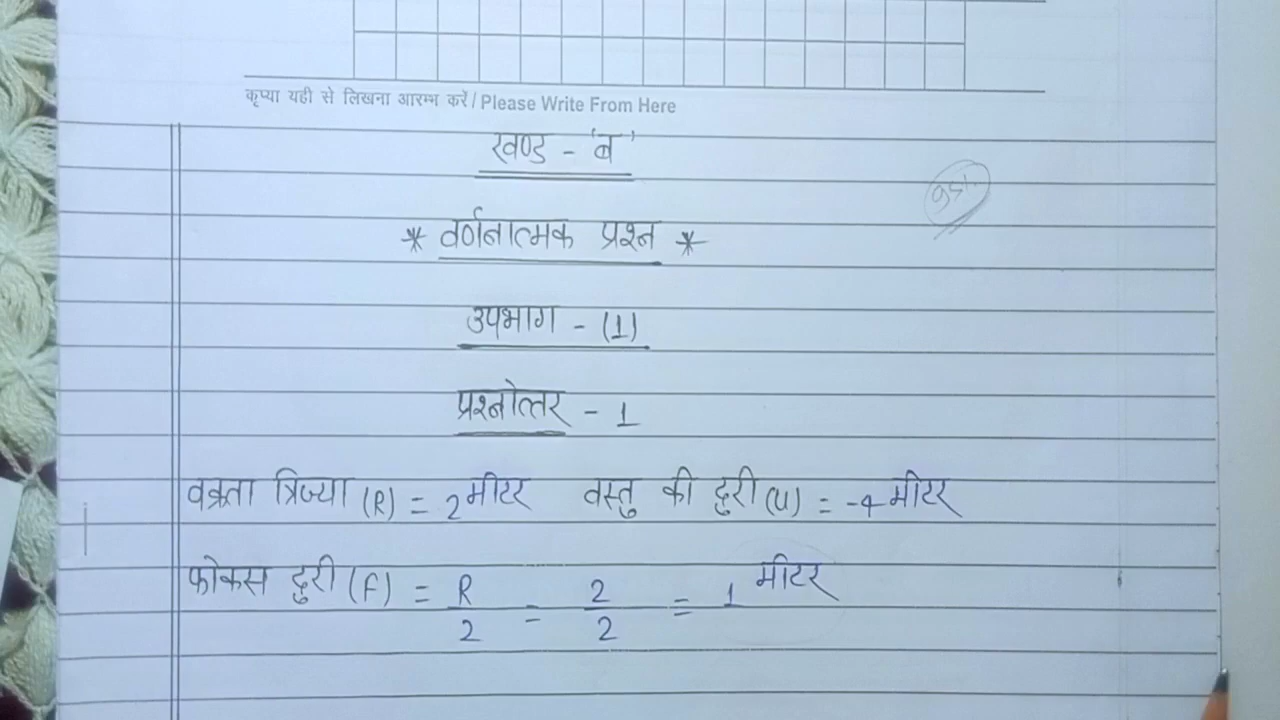 कृप्या यही से लिखना आरम्भ करें / Please Write From Here
खण्ड - 'ब'
95%
* वर्णनात्मक प्रश्न *
उपभाग - (1)
प्रश्नोत्तर - 1
वक्रता त्रिज्या (R) = 2 मीटर वस्तु की दुरी (U) = -4 मीटर
फोकस दुरी (F) = R/2 = 2/2 = 1 मीटर